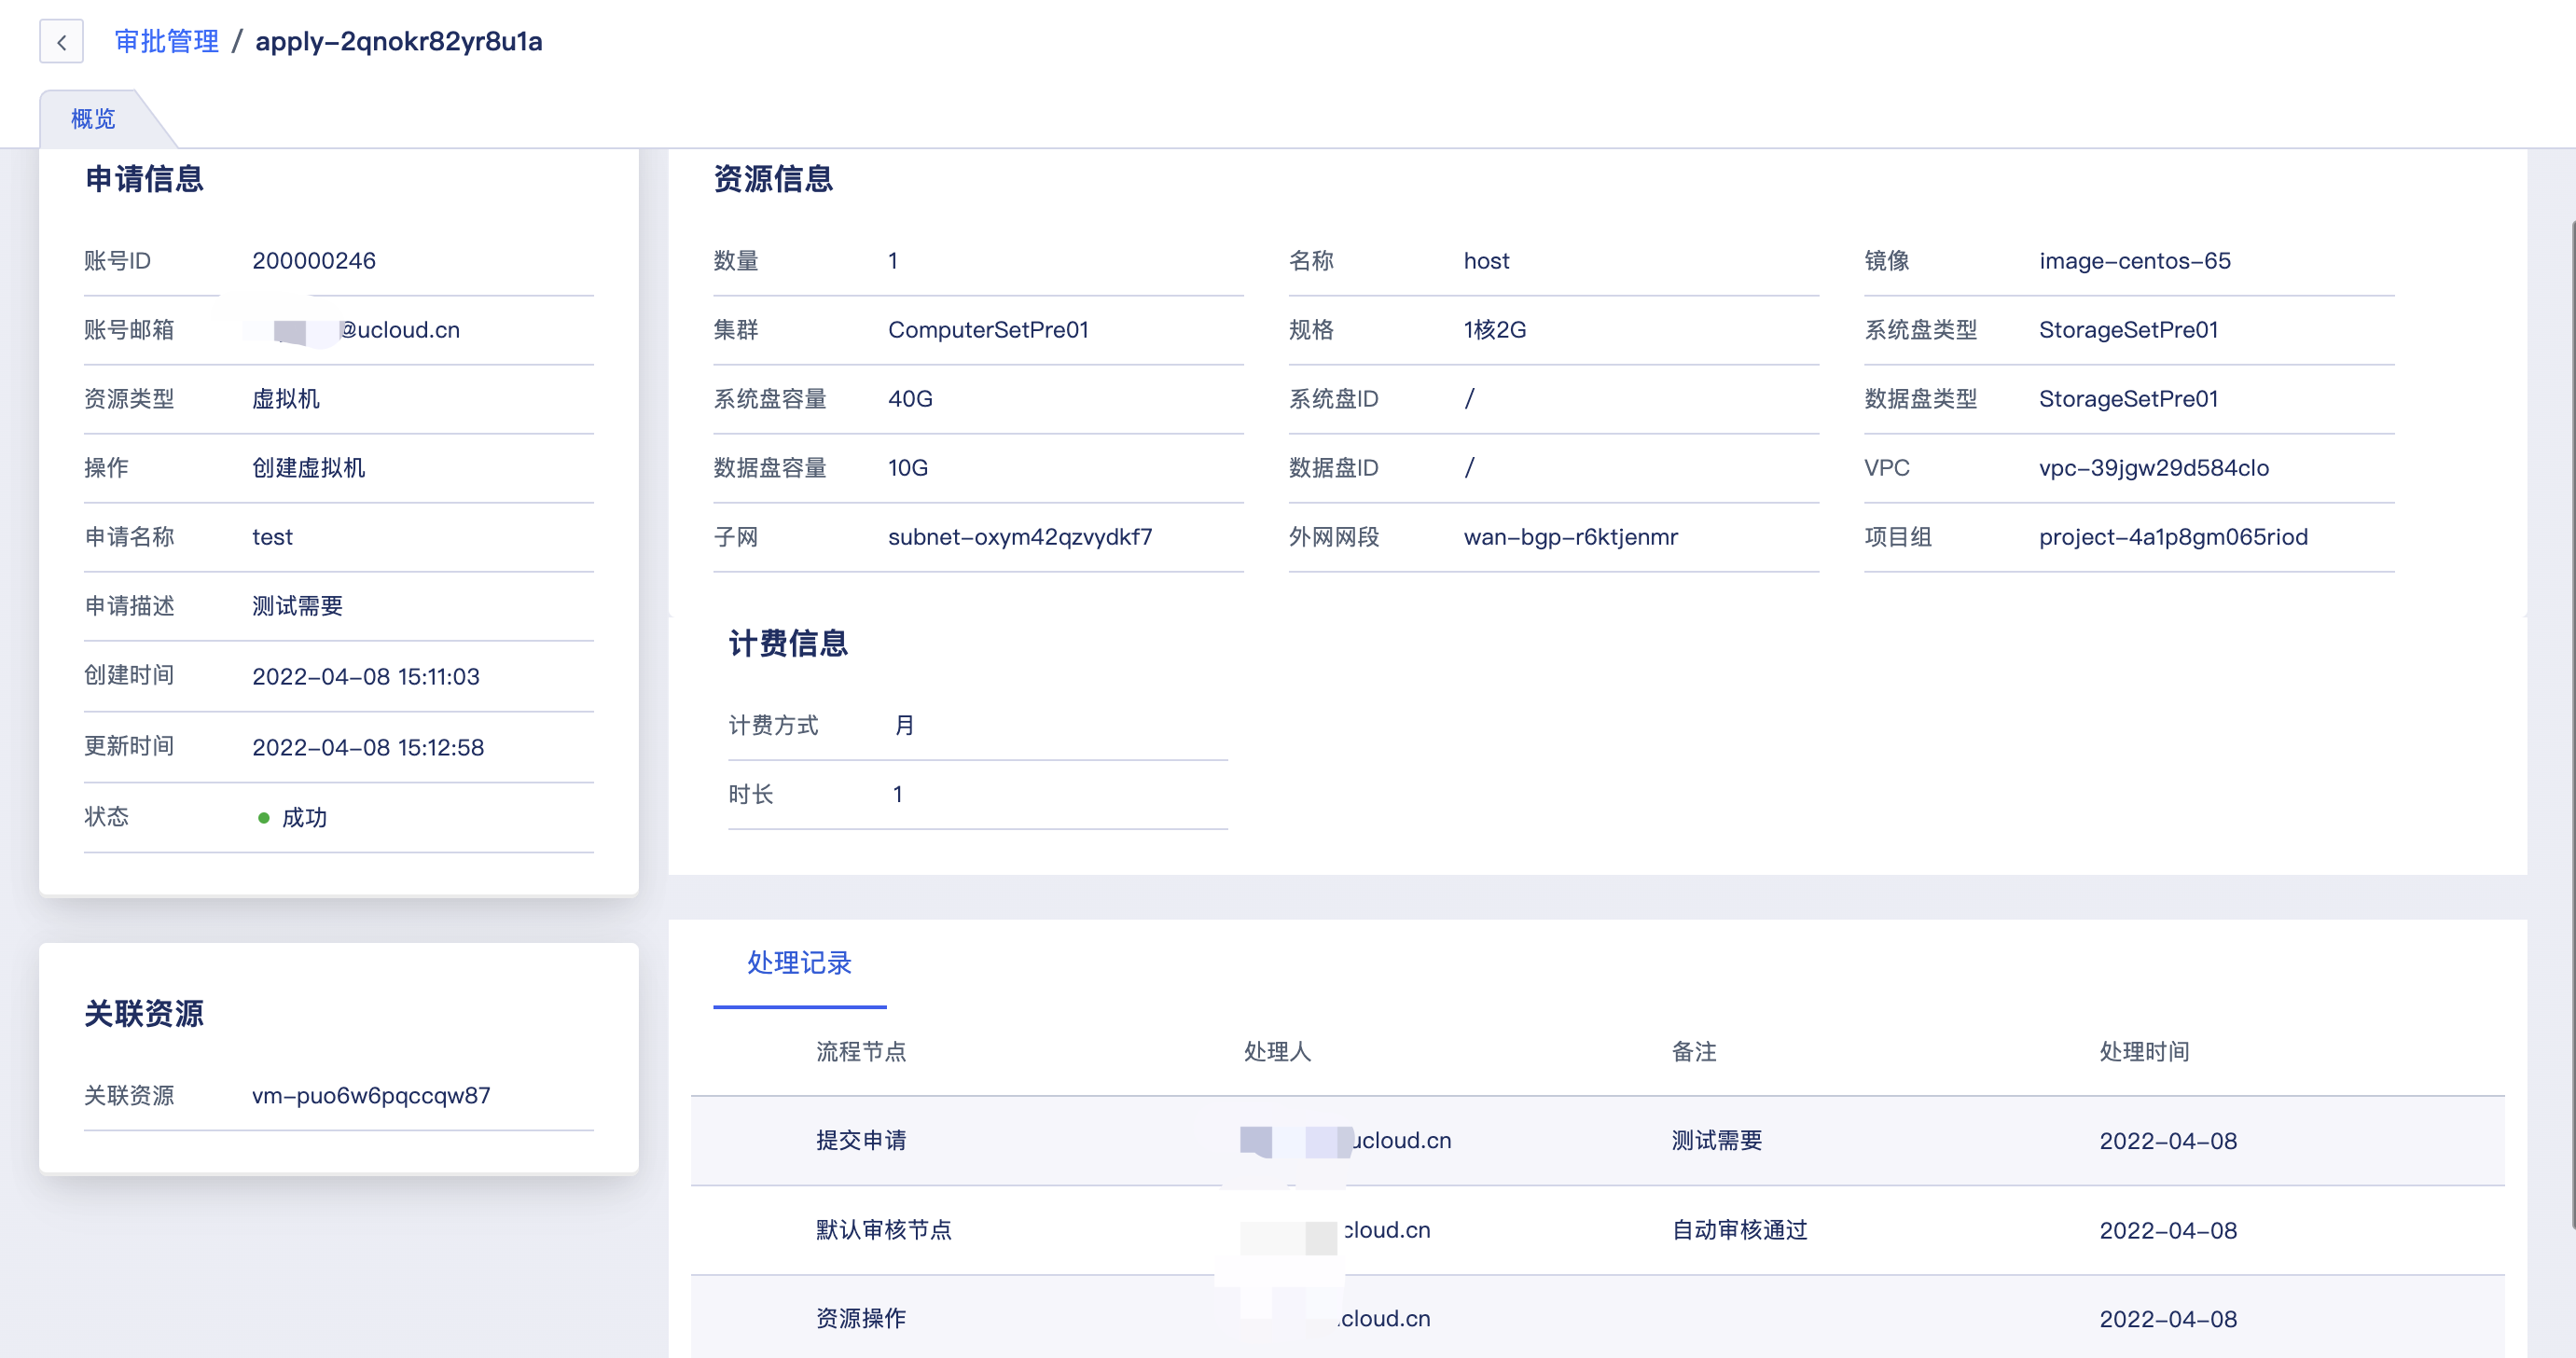 审批管理 / apply-2qnokr82yr8u1a
概览
申请信息
账号ID 200000246
账号邮箱 @ucloud.cn
资源类型 虚拟机
操作 创建虚拟机
申请名称 test
申请描述 测试需要
创建时间 2022-04-08 15:11:03
更新时间 2022-04-08 15:12:58
状态 成功
关联资源
关联资源 vm-puo6w6pqccqw87
资源信息
数量 1 名称 host 镜像 image-centos-65
集群 ComputerSetPre01 规格 1核2G 系统盘类型 StorageSetPre01
系统盘容量 40G 系统盘ID / 数据盘类型 StorageSetPre01
数据盘容量 10G 数据盘ID / VPC vpc-39jgw29d584clo
子网 subnet-oxym42qzvydkf7 外网网段 wan-bgp-r6ktjenmr 项目组 project-4a1p8gm065riod
计费信息
计费方式 月
时长 1
处理记录
流程节点 处理人 备注 处理时间
提交申请 ucloud.cn 测试需要 2022-04-08
默认审核节点 cloud.cn 自动审核通过 2022-04-08
资源操作 cloud.cn 2022-04-08